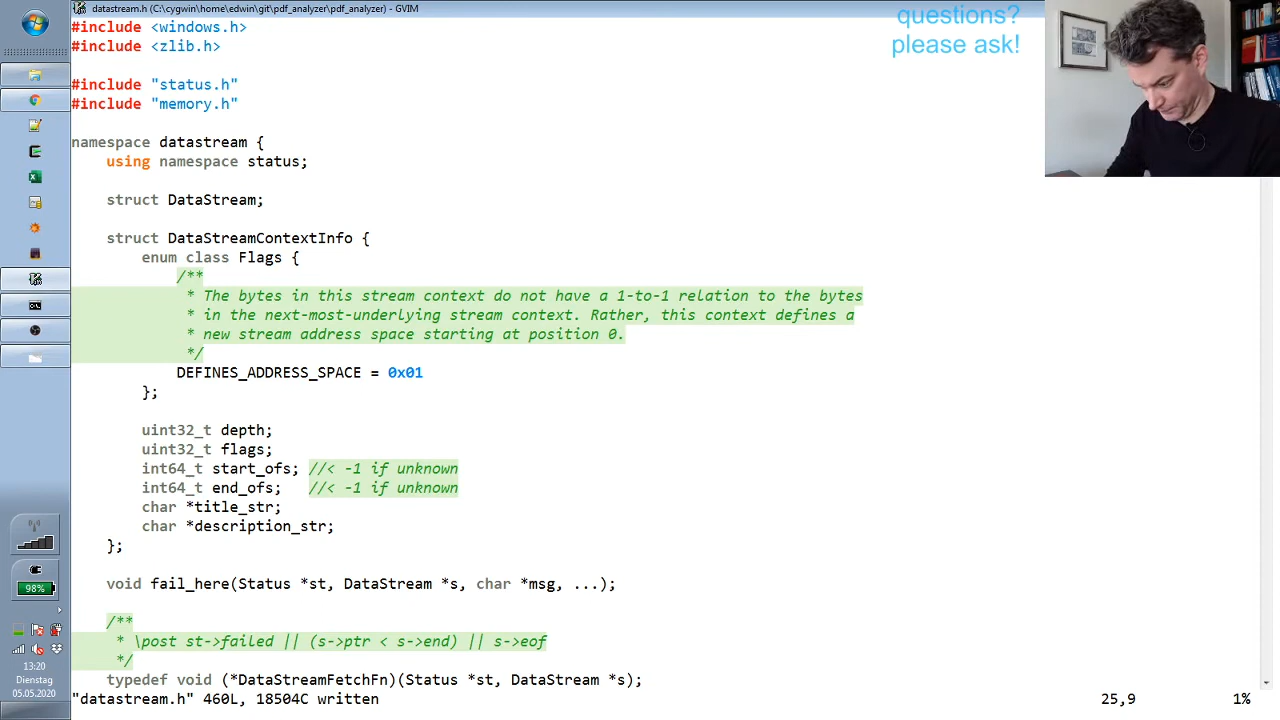 datastream.h (C:\cygwin\home\edwin\git\pdf_analyzer\pdf_analyzer) - GVIM
questions?
please ask!
#include <windows.h>
#include <zlib.h>
#include "status.h"
#include "memory.h"
namespace datastream {
using namespace status;
struct DataStream;
struct DataStreamContextInfo {
enum class Flags {
/**
* The bytes in this stream context do not have a 1-to-1 relation to the bytes
* in the next-most-underlying stream context. Rather, this context defines a
* new stream address space starting at position 0.
*/
DEFINES_ADDRESS_SPACE = 0x01
};
uint32_t depth;
uint32_t flags;
int64_t start_ofs; //< -1 if unknown
int64_t end_ofs;   //< -1 if unknown
char *title_str;
char *description_str;
};
void fail_here(Status *st, DataStream *s, char *msg, ...);
/**
* \post st->failed || (s->ptr < s->end) || s->eof
*/
typedef void (*DataStreamFetchFn)(Status *st, DataStream *s);
"datastream.h" 460L, 18504C written 25,9 1%
98%
13:20
Dienstag
05.05.2020